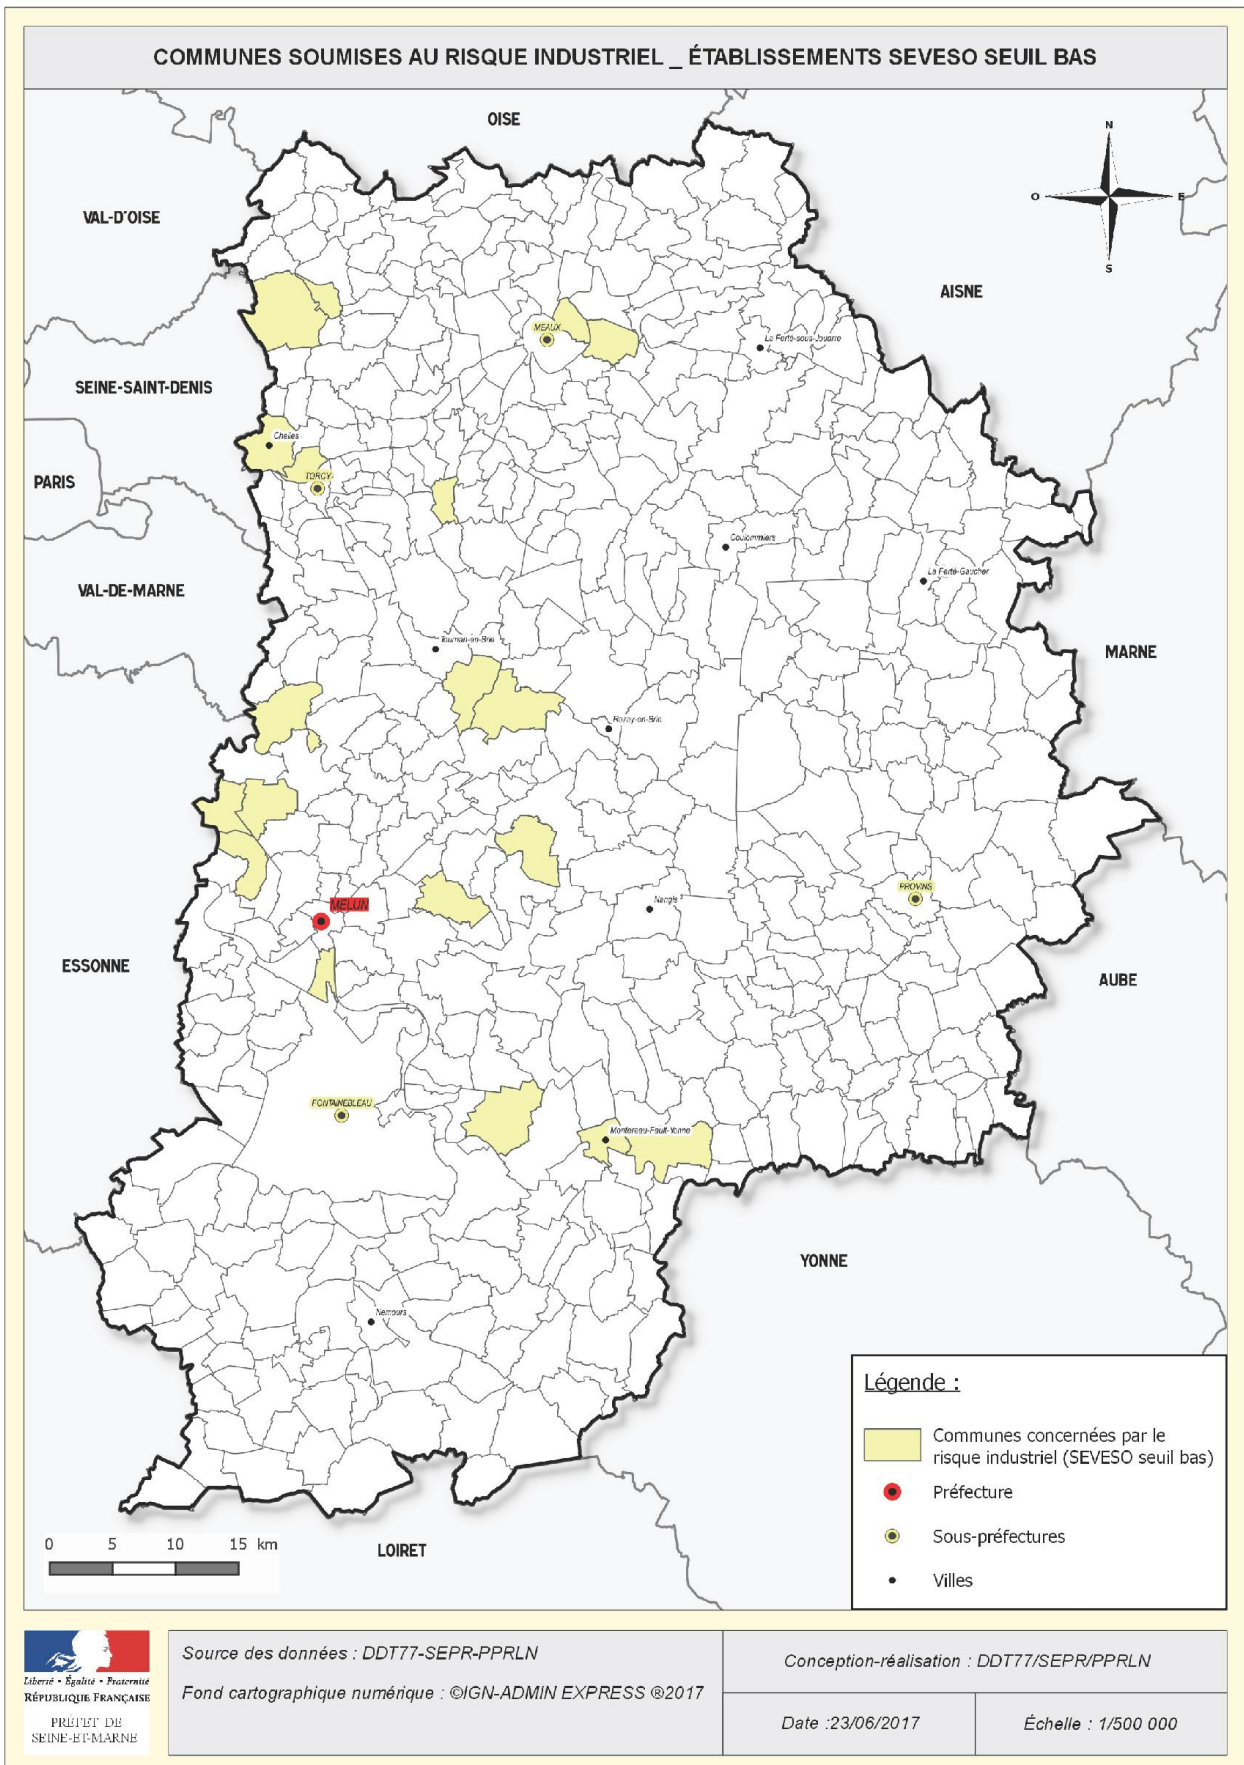 COMMUNES SOUMISES AU RISQUE INDUSTRIEL _ ÉTABLISSEMENTS SEVESO SEUIL BAS
OISE
N
O
E
S
VAL-D'OISE
AISNE
MEAUX
La Ferté-sous-Jouarre
SEINE-SAINT-DENIS
Chelles
PARIS
TORCY
Coulommiers
La Ferté-Gaucher
VAL-DE-MARNE
Tournan-en-Brie
MARNE
Rozay-en-Brie
PROVINS
MELUN
Nangis
ESSONNE
AUBE
FONTAINEBLEAU
Montereau-Fault-Yonne
YONNE
Nemours
Légende :
Communes concernées par le
risque industriel (SEVESO seuil bas)
Préfecture
Sous-préfectures
Villes
0 5 10 15 km
LOIRET
Liberté • Égalité • Fraternité
RÉPUBLIQUE FRANÇAISE
PRÉFET DE
SEINE-ET-MARNE
Source des données : DDT77-SEPR-PPRLN
Fond cartographique numérique : ©IGN-ADMIN EXPRESS ®2017
Conception-réalisation : DDT77/SEPR/PPRLN
Date :23/06/2017
Échelle : 1/500 000